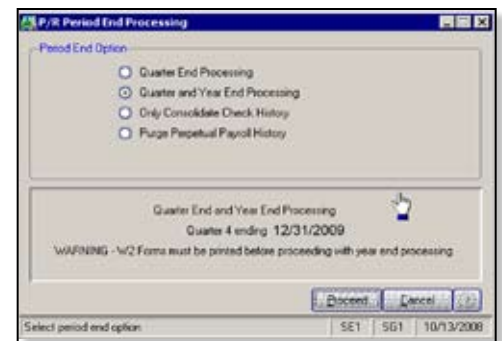 P/R Period End Processing
Period End Option
Quarter End Processing
Quarter and Year End Processing
Only Consolidate Check History
Purge Perpetual Payroll History
Quarter End and Year End Processing
Quarter 4 ending 12/31/2009
WARNING - W2 Forms must be printed before proceeding with year end processing
Proceed Cancel
Select period end option SE1 SG1 10/13/2008